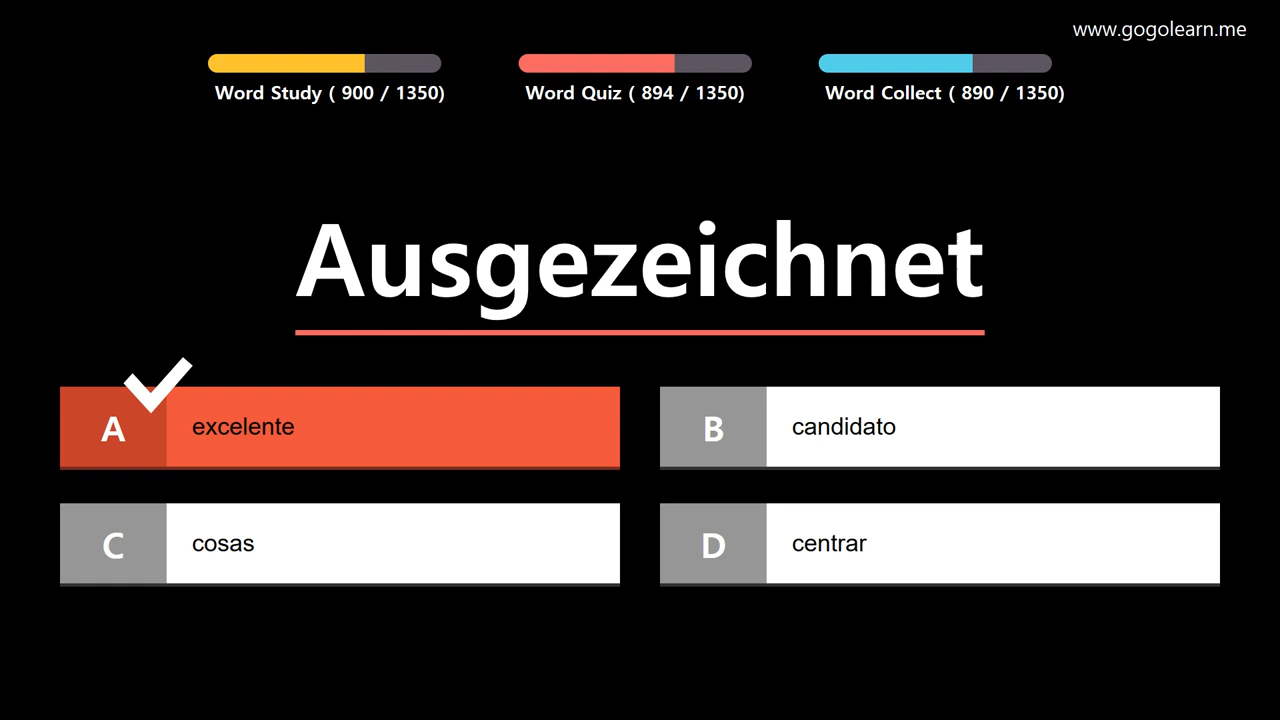 www.gogolearn.me
Word Study ( 900 / 1350)
Word Quiz ( 894 / 1350)
Word Collect ( 890 / 1350)
Ausgezeichnet
A
excelente
B
candidato
C
cosas
D
centrar